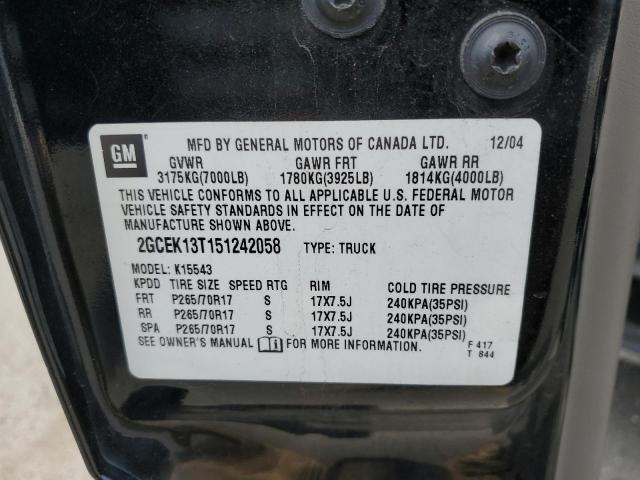 GM
MFD BY GENERAL MOTORS OF CANADA LTD. 12/04
GVWR GAWR FRT GAWR RR
3175KG(7000LB) 1780KG(3925LB) 1814KG(4000LB)
THIS VEHICLE CONFORMS TO ALL APPLICABLE U.S. FEDERAL MOTOR
VEHICLE SAFETY STANDARDS IN EFFECT ON THE DATE OF
MANUFACTURE SHOWN ABOVE.
2GCEK13T151242058 TYPE: TRUCK
MODEL: K15543
KPDD TIRE SIZE SPEED RTG RIM COLD TIRE PRESSURE
FRT P265/70R17 S 17X7.5J 240KPA(35PSI)
RR P265/70R17 S 17X7.5J 240KPA(35PSI)
SPA P265/70R17 S 17X7.5J 240KPA(35PSI)
SEE OWNER'S MANUAL FOR MORE INFORMATION. F 417
T 844